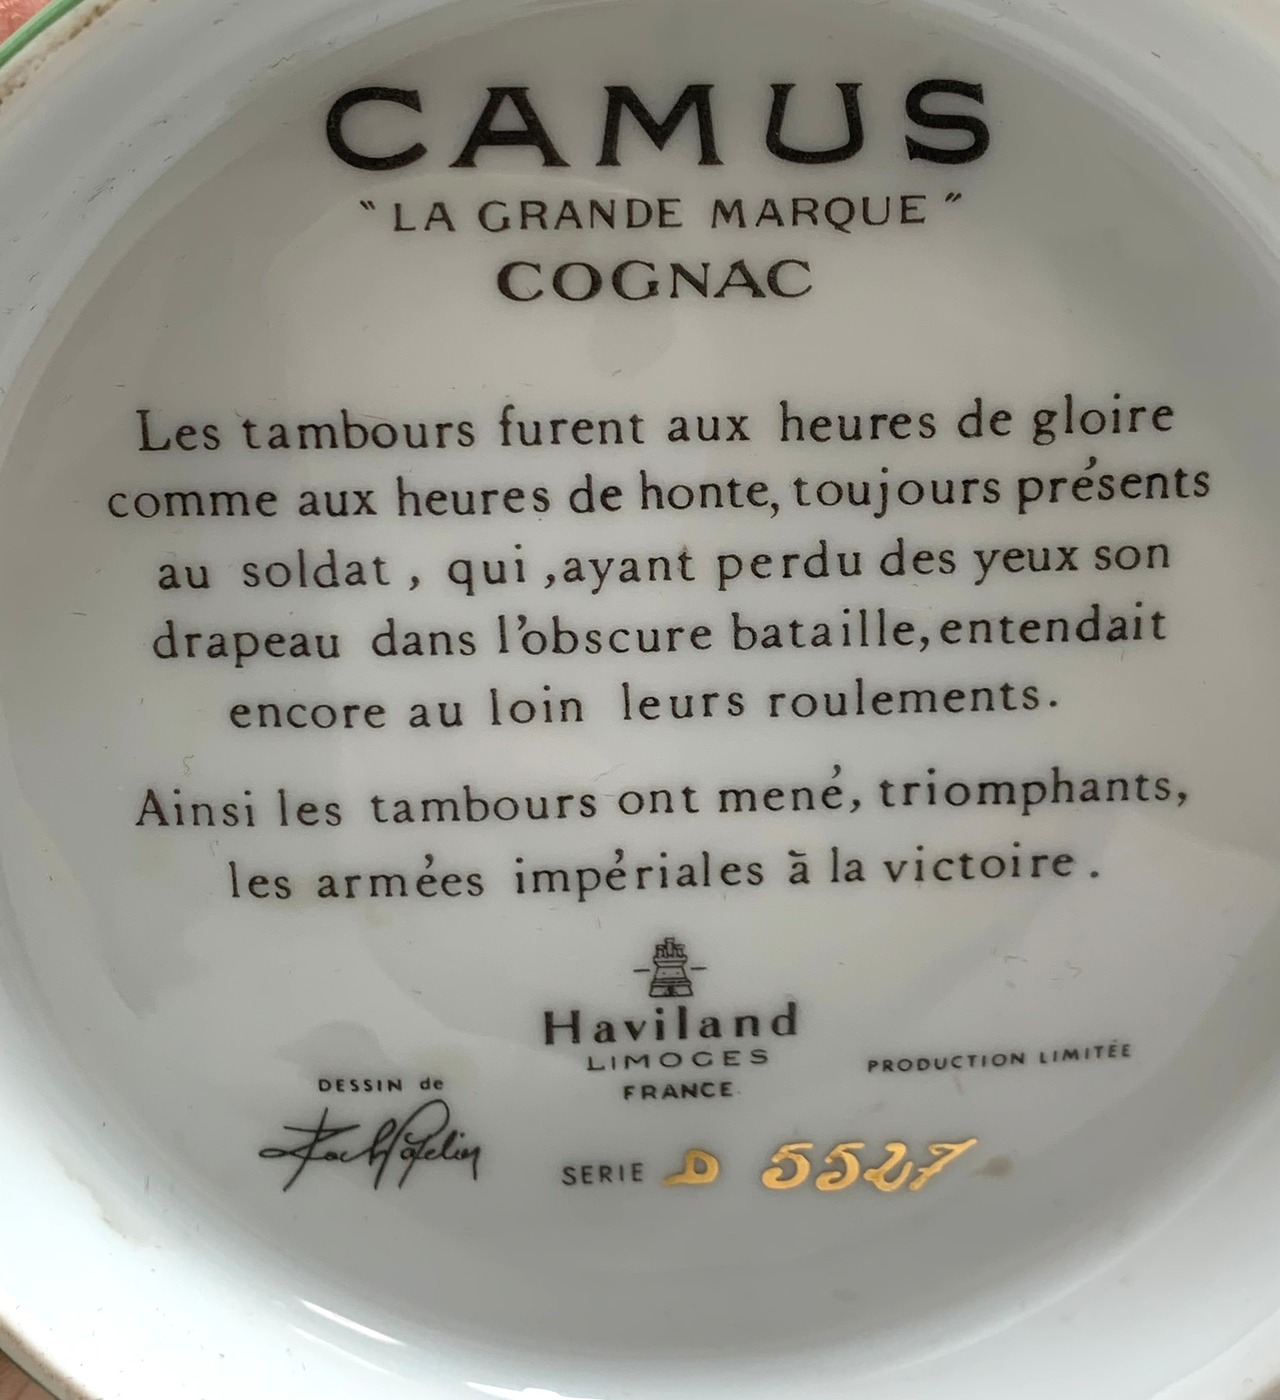 CAMUS
"LA GRANDE MARQUE"
COGNAC
Les tambours furent aux heures de gloire
comme aux heures de honte, toujours présents
au soldat , qui ,ayant perdu des yeux son
drapeau dans l'obscure bataille, entendait
encore au loin leurs roulements.
Ainsi les tambours ont mené, triomphants,
les armées impériales à la victoire .
Haviland
LIMOGES
FRANCE
PRODUCTION LIMITÉE
DESSIN de
SERIE D 5527